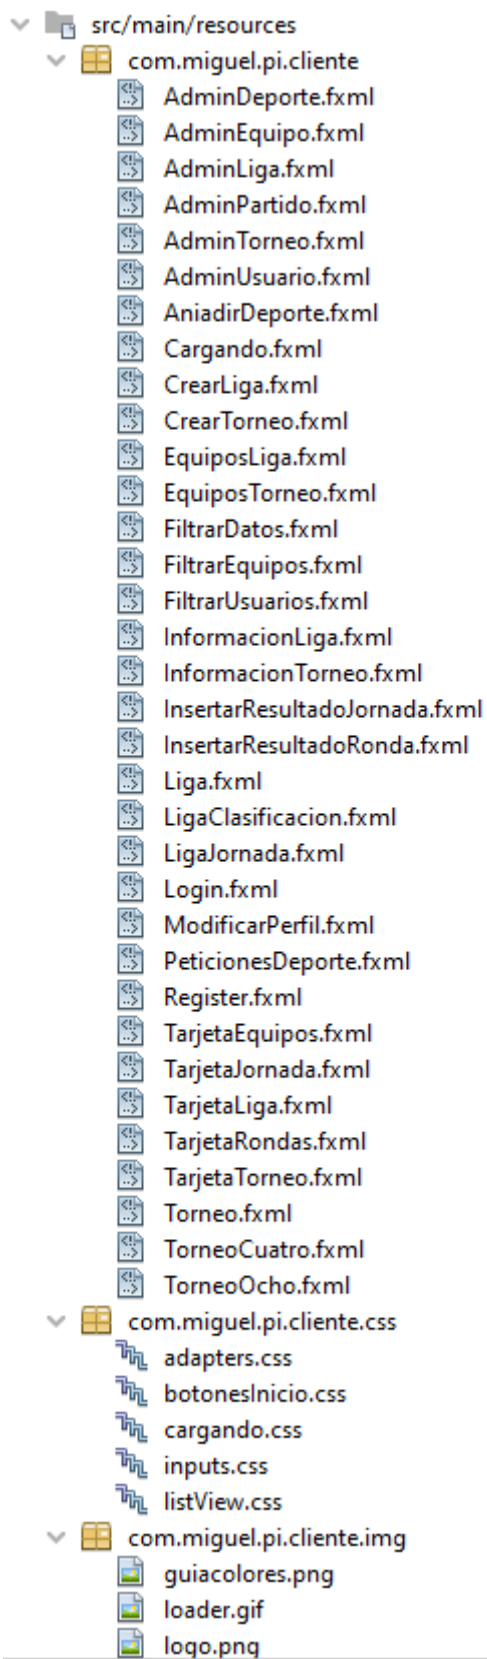 src/main/resources
com.miguel.pi.cliente
AdminDeporte.fxml
AdminEquipo.fxml
AdminLiga.fxml
AdminPartido.fxml
AdminTorneo.fxml
AdminUsuario.fxml
AniadirDeporte.fxml
Cargando.fxml
CrearLiga.fxml
CrearTorneo.fxml
EquiposLiga.fxml
EquiposTorneo.fxml
FiltrarDatos.fxml
FiltrarEquipos.fxml
FiltrarUsuarios.fxml
InformacionLiga.fxml
InformacionTorneo.fxml
InsertarResultadoJornada.fxml
InsertarResultadoRonda.fxml
Liga.fxml
LigaClasificacion.fxml
LigaJornada.fxml
Login.fxml
ModificarPerfil.fxml
PeticionesDeporte.fxml
Register.fxml
TarjetaEquipos.fxml
TarjetaJornada.fxml
TarjetaLiga.fxml
TarjetaRondas.fxml
TarjetaTorneo.fxml
Torneo.fxml
TorneoCuatro.fxml
TorneoOcho.fxml
com.miguel.pi.cliente.css
adapters.css
botonesInicio.css
cargando.css
inputs.css
listView.css
com.miguel.pi.cliente.img
guiacolores.png
loader.gif
logo.png